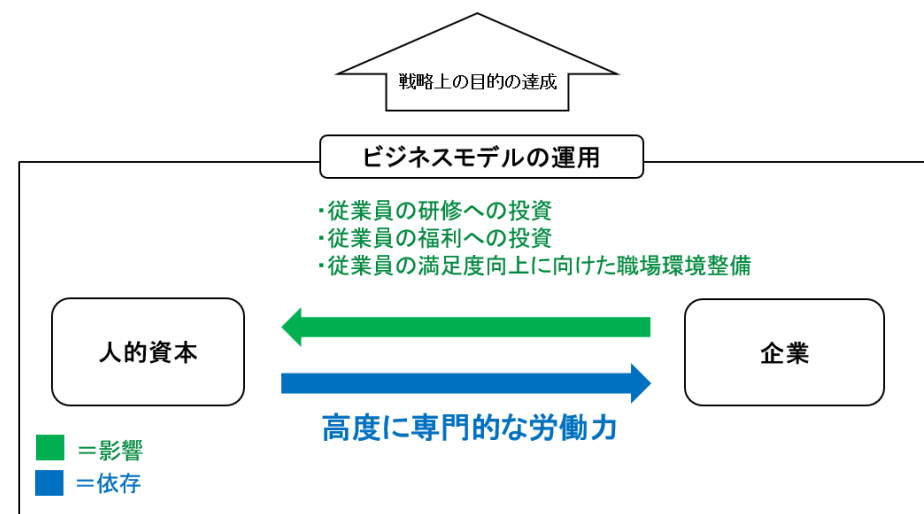 戦略上の目的の達成
ビジネスモデルの運用
・従業員の研修への投資
・従業員の福利への投資
・従業員の満足度向上に向けた職場環境整備
人的資本
企業
高度に専門的な労働力
＝影響
＝依存